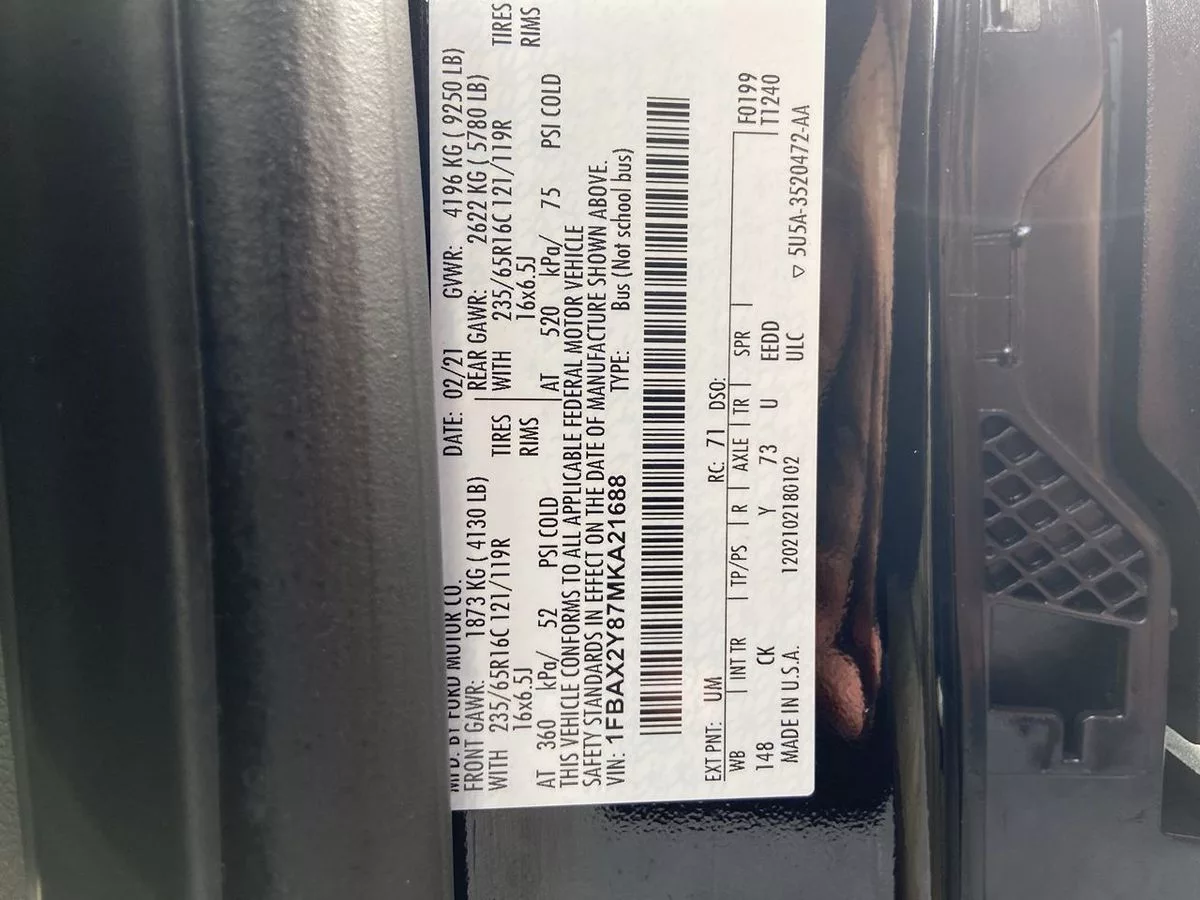 MFD. BY FORD MOTOR CO.
DATE: 02/21 GVWR: 4196 KG ( 9250 LB)
FRONT GAWR: 1873 KG ( 4130 LB) REAR GAWR: 2622 KG ( 5780 LB)
WITH 235/65R16C 121/119R TIRES WITH 235/65R16C 121/119R TIRES
16x6.5J RIMS 16x6.5J RIMS
AT 360 kPa/ 52 PSI COLD AT 520 kPa/ 75 PSI COLD
THIS VEHICLE CONFORMS TO ALL APPLICABLE FEDERAL MOTOR VEHICLE
SAFETY STANDARDS IN EFFECT ON THE DATE OF MANUFACTURE SHOWN ABOVE.
VIN: 1FBAX2Y87MKA21688 TYPE: Bus (Not school bus)
EXT PNT: UM RC: 71 DSO:
WB INT TR TP/PS R AXLE TR SPR F0199
148 CK Y 73 U EEDD T1240
MADE IN U.S.A. 120210218010​2 ULC ▽ 5U5A-3520472-AA